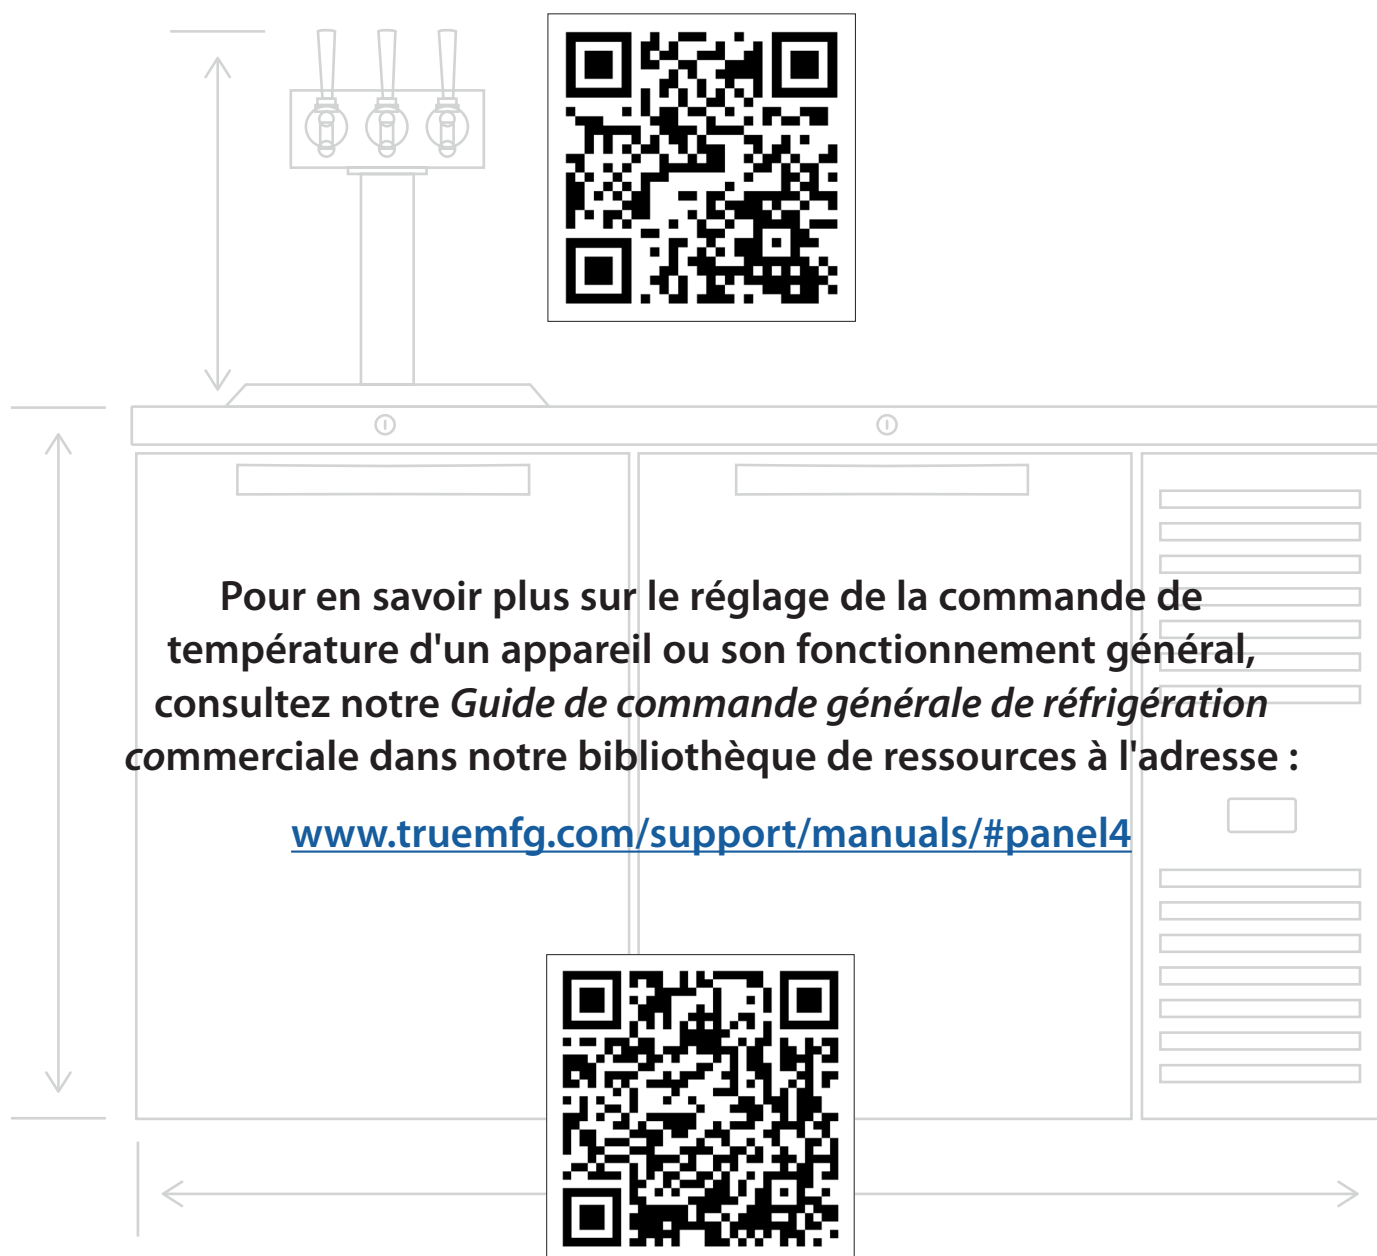 Pour en savoir plus sur le réglage de la commande de
température d'un appareil ou son fonctionnement général,
consultez notre Guide de commande générale de réfrigération
commerciale dans notre bibliothèque de ressources à l'adresse :
www.truemfg.com/support/manuals/#panel4